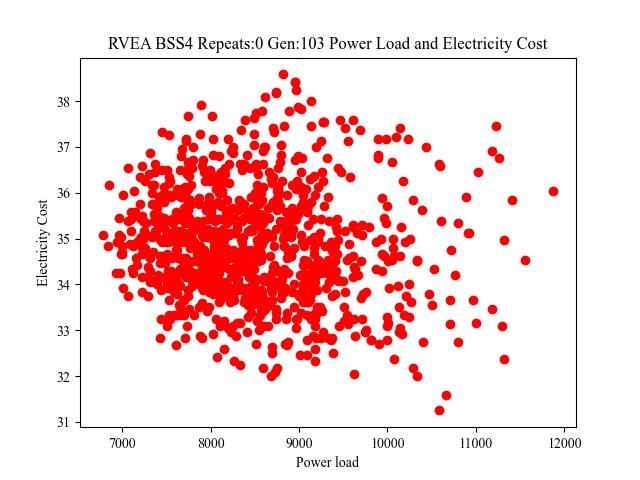 RVEA BSS4 Repeats:0 Gen:103 Power Load and Electricity Cost
38
37
36
35
34
33
32
31
Electricity Cost
7000 8000 9000 10000 11000 12000
Power load